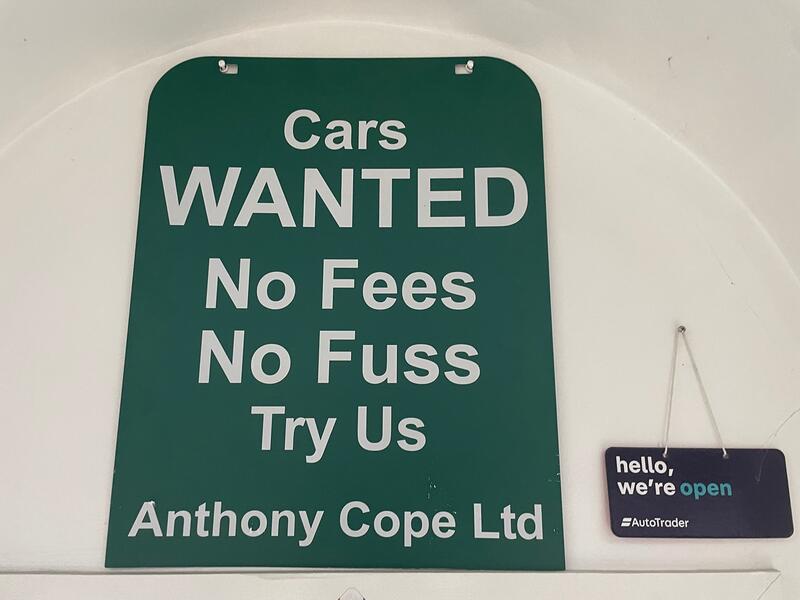 Cars
WANTED
No Fees
No Fuss
Try Us
Anthony Cope Ltd
hello,
we're open
AutoTrader